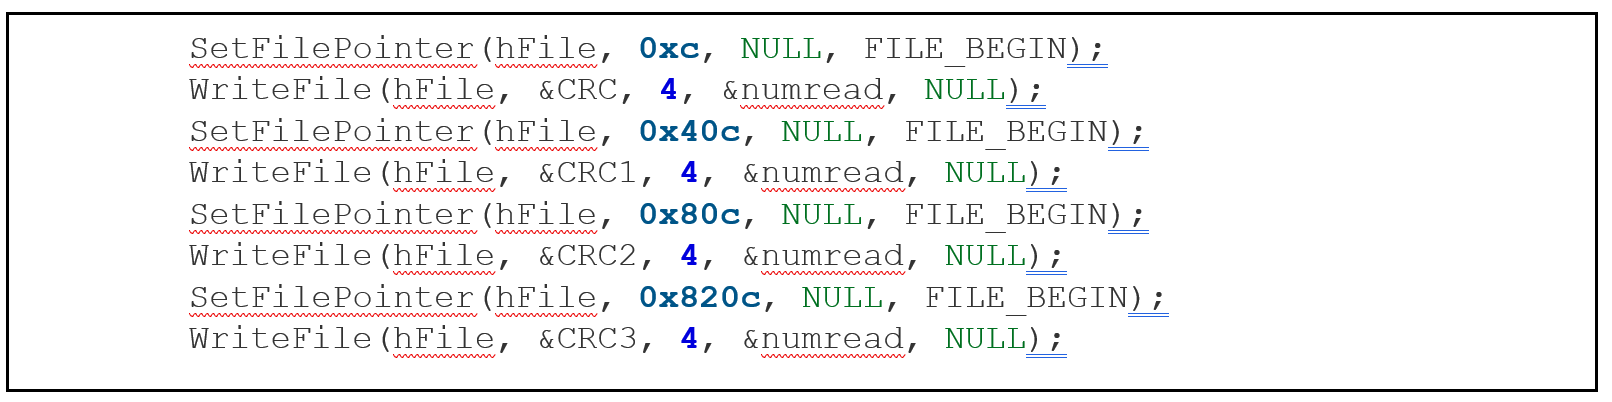 SetFilePointer(hFile, 0xc, NULL, FILE_BEGIN);
WriteFile(hFile, &CRC, 4, &numread, NULL);
SetFilePointer(hFile, 0x40c, NULL, FILE_BEGIN);
WriteFile(hFile, &CRC1, 4, &numread, NULL);
SetFilePointer(hFile, 0x80c, NULL, FILE_BEGIN);
WriteFile(hFile, &CRC2, 4, &numread, NULL);
SetFilePointer(hFile, 0x820c, NULL, FILE_BEGIN);
WriteFile(hFile, &CRC3, 4, &numread, NULL);